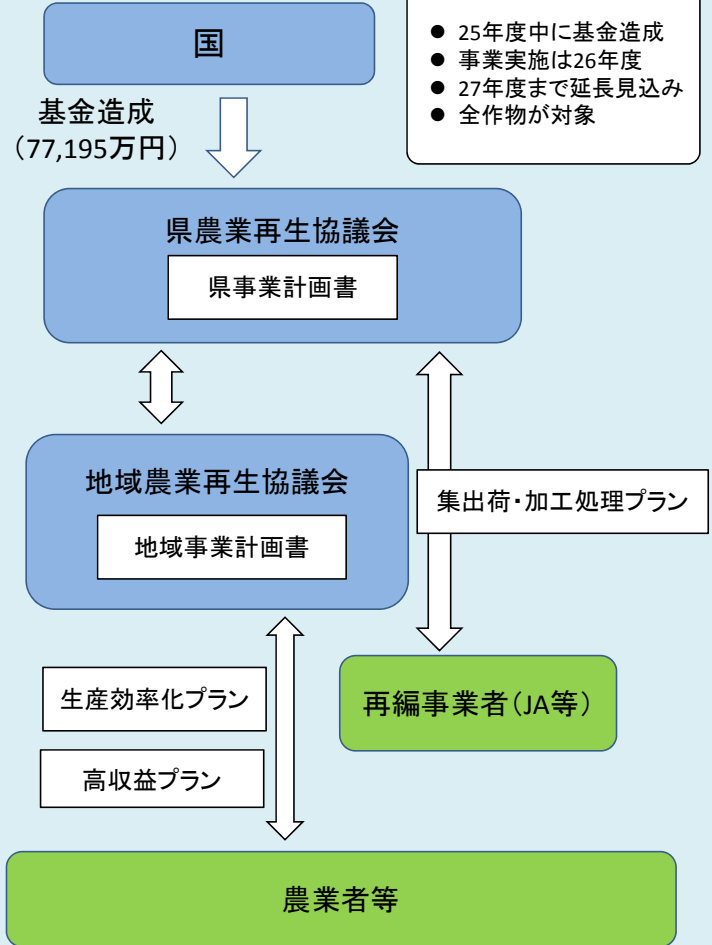 国
● 25年度中に基金造成
● 事業実施は26年度
● 27年度まで延長見込み
● 全作物が対象
基金造成
（77,195万円）
県農業再生協議会
県事業計画書
地域農業再生協議会
地域事業計画書
集出荷・加工処理プラン
生産効率化プラン
高収益プラン
再編事業者（JA等）
農業者等